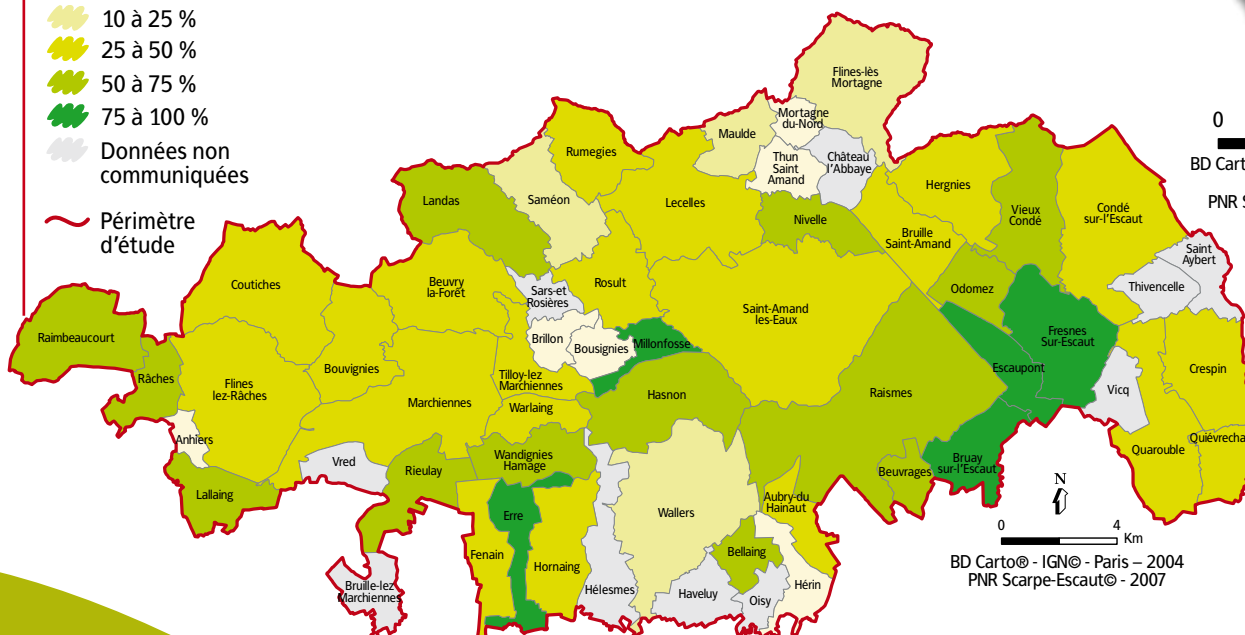 10 à 25 %
25 à 50 %
50 à 75 %
75 à 100 %
Données non
communiquées
Périmètre
d'étude
Flines-lès
Mortagne
Mortagne
du-Nord
Maulde
Thun
Saint
Amand
Château
l'Abbaye
0
BD Cart
PNR S
Rumegies
Landas
Saméon
Lecelles
Nivelle
Hergnies
Bruille
Saint-Amand
Vieux
Condé
Condé
sur-l'Escaut
Saint
Aybert
Thivencelle
Coutiches
Beuvry
la-Forêt
Sars-et
Rosières
Rosult
Saint-Amand
les-Eaux
Odomez
Fresnes
Sur-Escaut
Raimbeaucourt
Râches
Flines
lez-Râches
Bouvignies
Brillon
Bousignies
Millonfosse
Escaupont
Crespin
Vicq
Tilloy-lez
Marchiennes
Marchiennes
Warlaing
Hasnon
Raismes
Anhiers
Lallaing
Vred
Rieulay
Wandignies
Hamage
Beuvrages
Bruay
sur-l'Escaut
Quarouble
Quiévrecha
Erre
Fenain
Hornaing
Wallers
Aubry-du
Hainaut
Bellaing
Bruille-lez
Marchiennes
Hélesmes
Haveluy
Oisy
Hérin
N
0 4
Km
BD Carto® - IGN© - Paris – 2004
PNR Scarpe-Escaut© - 2007